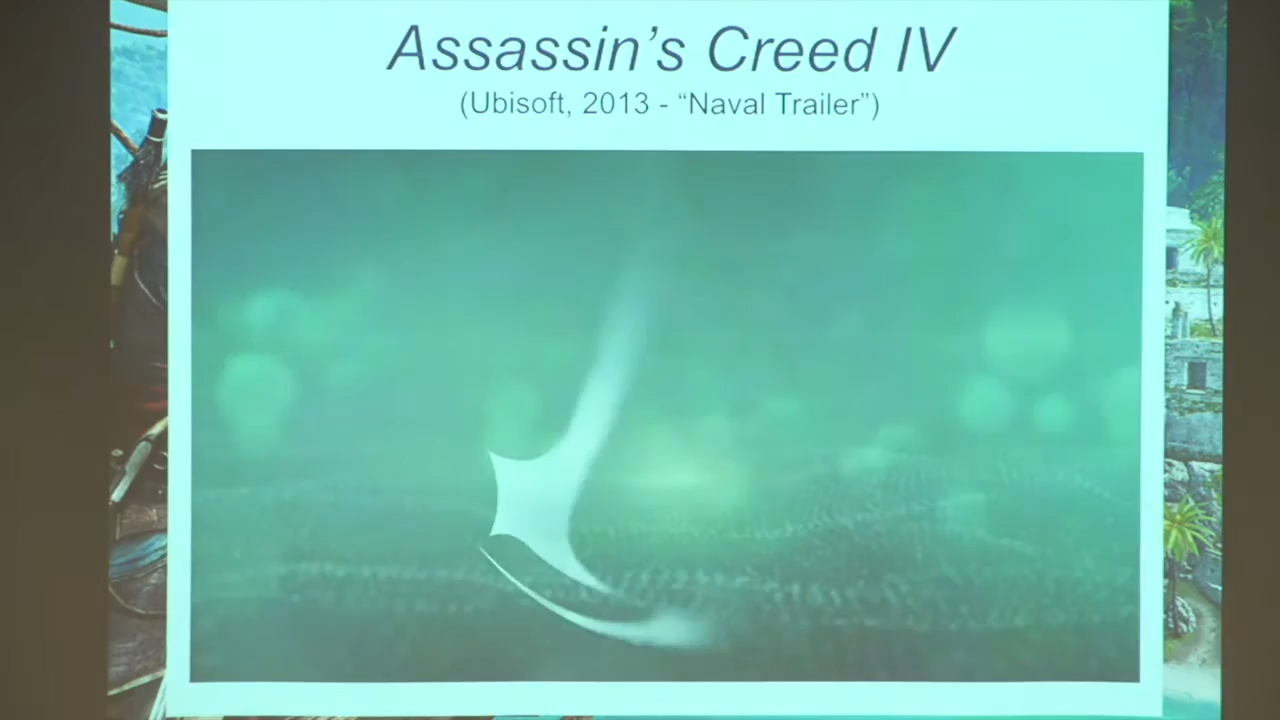 Assassin's Creed IV
(Ubisoft, 2013 - “Naval Trailer”)